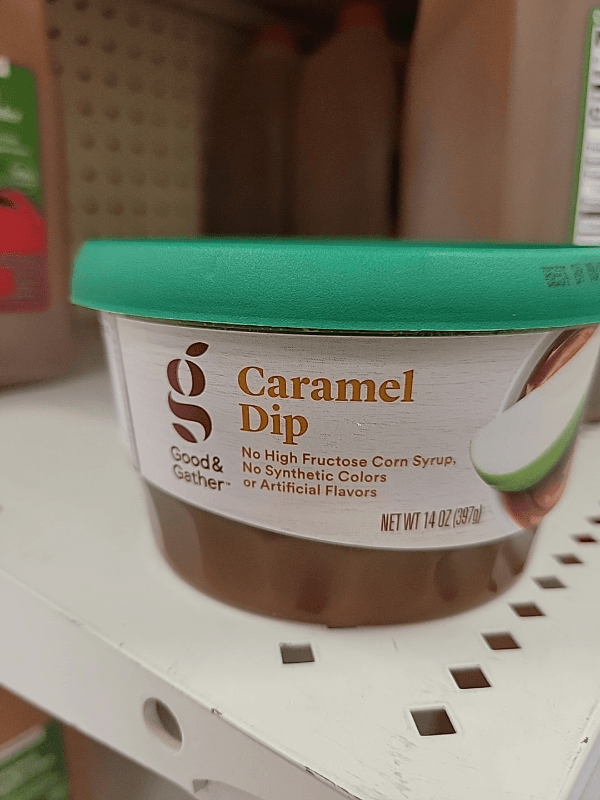 g
Good &
Gather™
Caramel
Dip
No High Fructose Corn Syrup,
No Synthetic Colors
or Artificial Flavors
NET WT 14 OZ (397g)